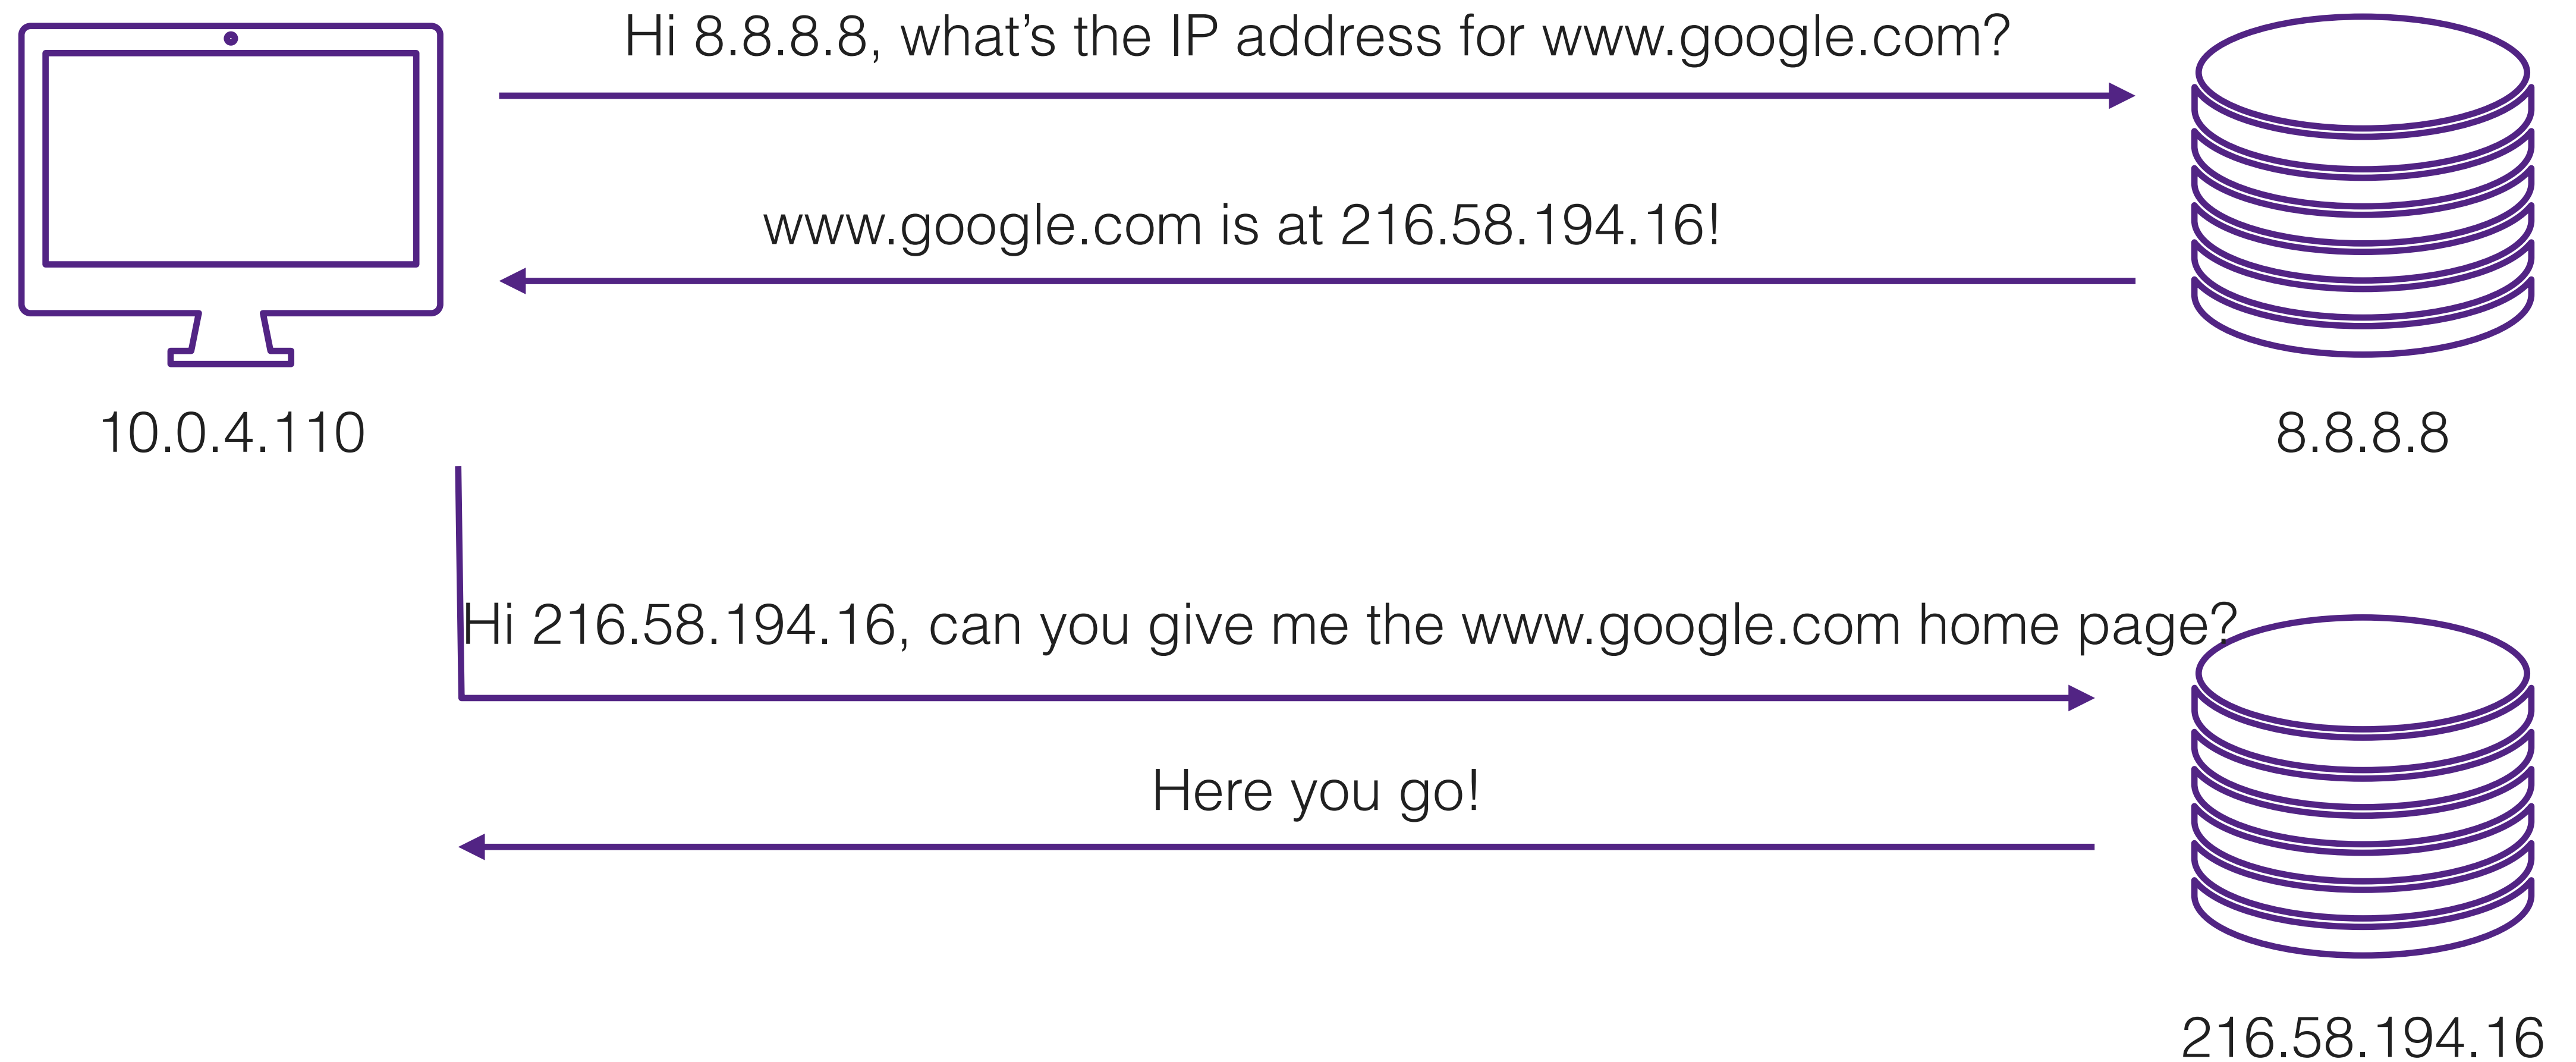 Hi 8.8.8.8, what’s the IP address for www.google.com?
www.google.com is at 216.58.194.16!
10.0.4.110
8.8.8.8
Hi 216.58.194.16, can you give me the www.google.com home page?
Here you go!
216.58.194.16